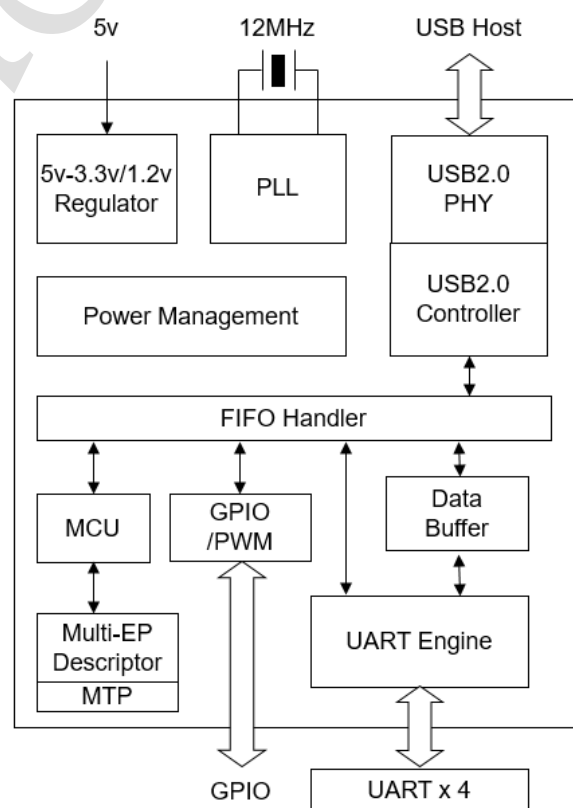 5v
12MHz
USB Host
5v-3.3v/1.2v
Regulator
PLL
USB2.0
PHY
USB2.0
Controller
Power Management
FIFO Handler
MCU
GPIO
/PWM
Data
Buffer
Multi-EP
Descriptor
MTP
UART Engine
GPIO
UART x 4